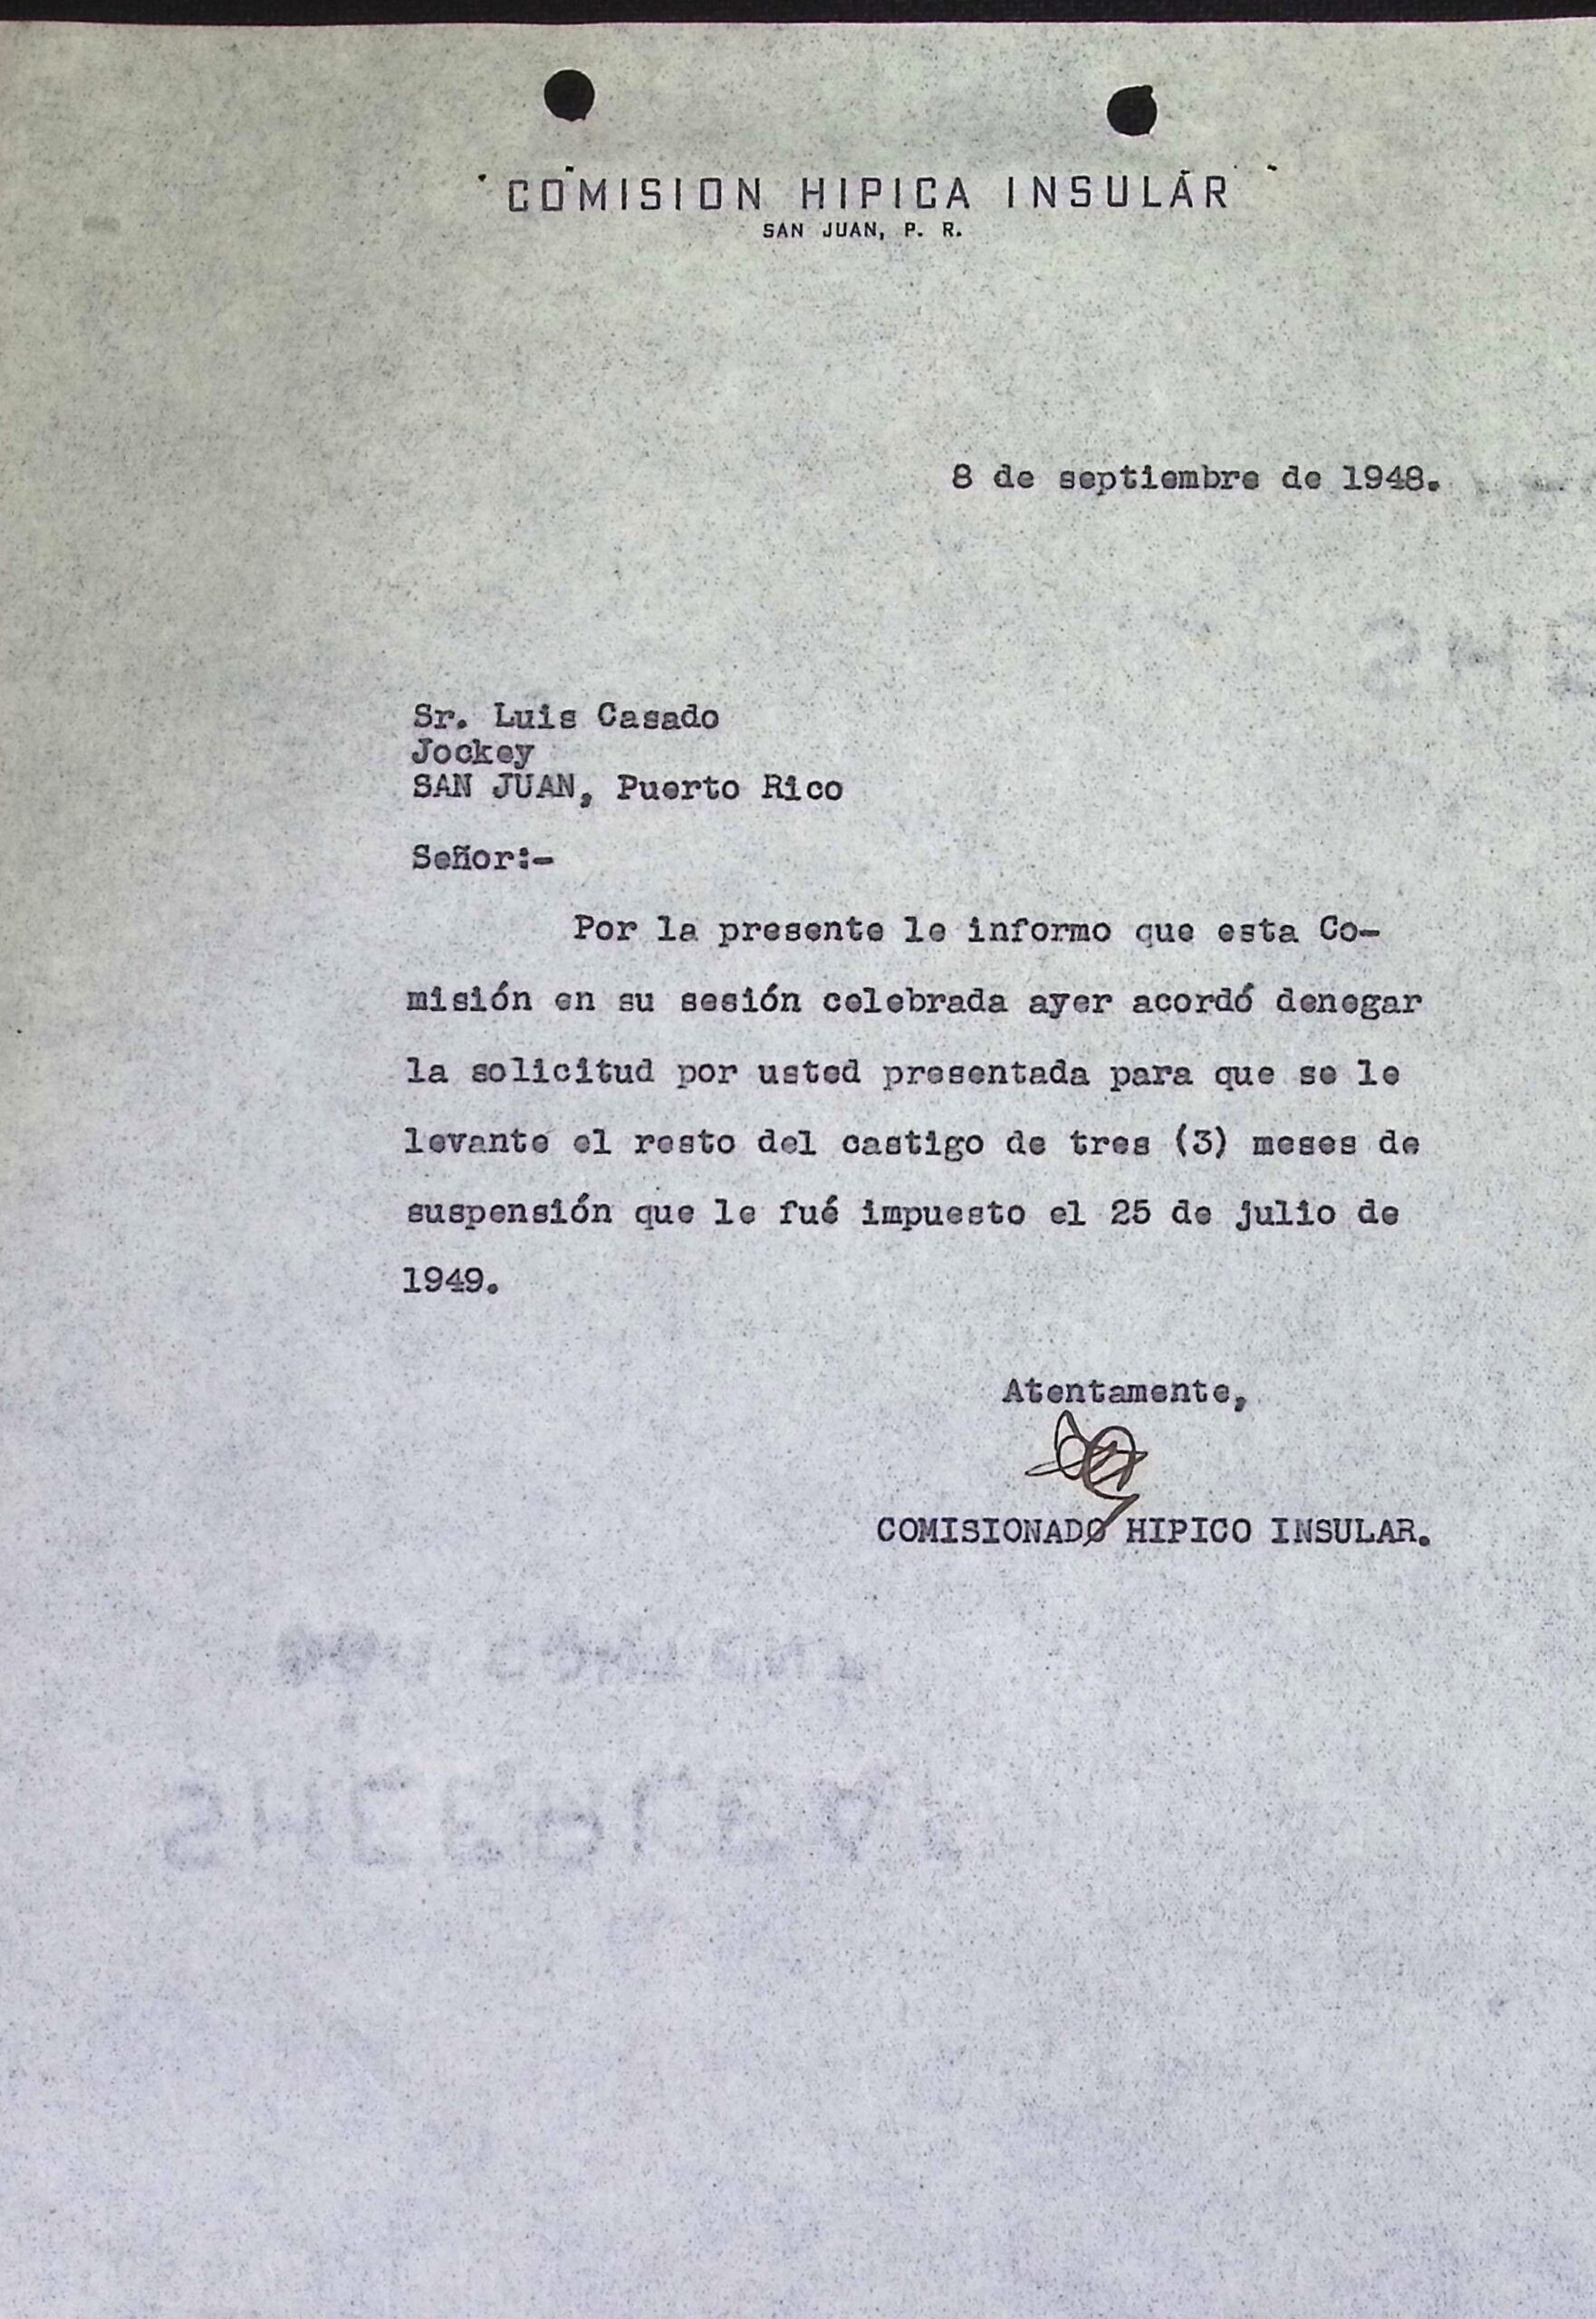 COMISION HIPICA INSULAR
SAN JUAN, P. R.
8 de septiembre de 1948.
Sr. Luis Casado
Jockey
SAN JUAN, Puerto Rico
Señor:-
Por la presente le informo que esta Co-
misión en su sesión celebrada ayer acordó denegar
la solicitud por usted presentada para que se le
levante el resto del castigo de tres (3) meses de
suspensión que le fué impuesto el 25 de julio de
1949.
Atentamente,
COMISIONADO HIPICO INSULAR.